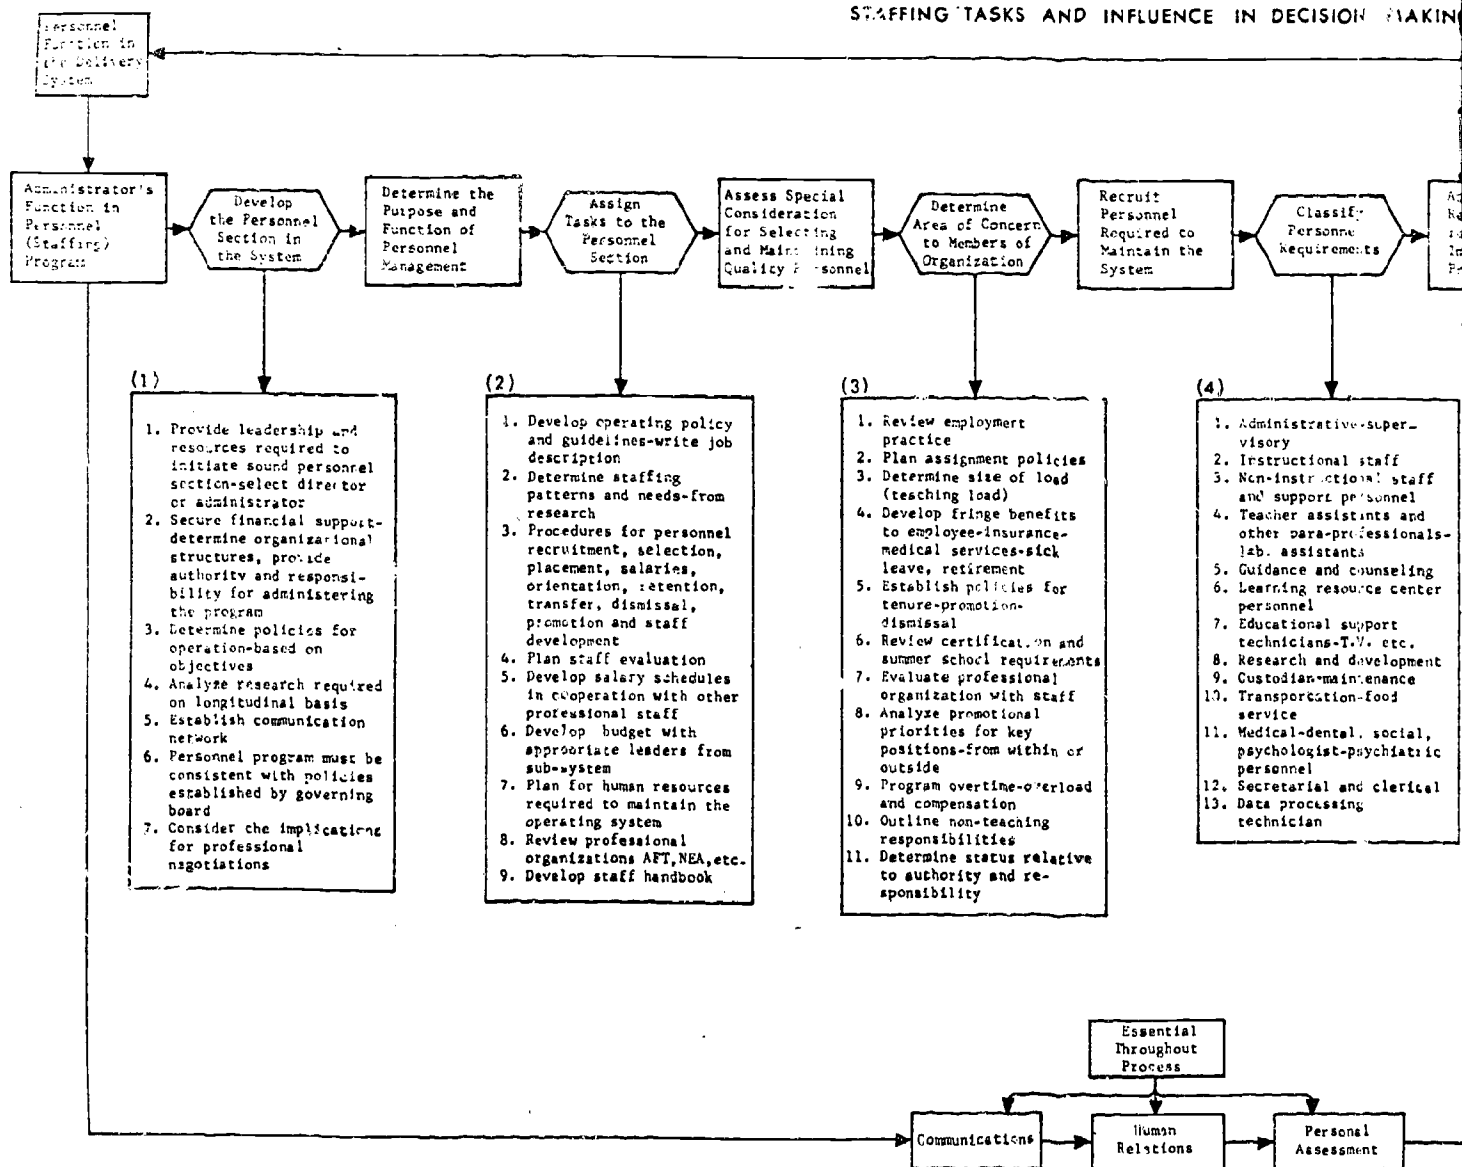 STAFFING TASKS AND INFLUENCE IN DECISION MAKING
Personnel
Function in
the Delivery
System
Administrator's
Function in
Personnel
(Staffing)
Program
Develop
the Personnel
Section in
the System
Determine the
Purpose and
Function of
Personnel
Management
Assign
Tasks to the
Personnel
Section
Assess Special
Consideration
for Selecting
and Maintaining
Quality Personnel
Determine
Area of Concern
to Members of
Organization
Recruit
Personnel
Required to
Maintain the
System
Classify
Personnel
Requirements
(1)
1. Provide leadership and
resources required to
initiate sound personnel
section-select director
or administrator
2. Secure financial support-
determine organizational
structures, provide
authority and responsi-
bility for administering
the program
3. Determine policies for
operation-based on
objectives
4. Analyze research required
on longitudinal basis
5. Establish communication
network
6. Personnel program must be
consistent with policies
established by governing
board
7. Consider the implications
for professional
nagotiations
(2)
1. Develop operating policy
and guidelines-write job
description
2. Determine staffing
patterns and needs-from
research
3. Procedures for personnel
recruitment, selection,
placement, salaries,
orientation, retention,
transfer, dismissal,
promotion and staff
development
4. Plan staff evaluation
5. Develop salary schedules
in cooperation with other
professional staff
6. Develop budget with
appropriate leaders from
sub-system
7. Plan for human resources
required to maintain the
operating system
8. Review professional
organizations AFT,NEA,etc.
9. Develop staff handbook
(3)
1. Review employment
practice
2. Plan assignment policies
3. Determine size of load
(teaching load)
4. Develop fringe benefits
to employee-insurance-
medical services-sick
leave, retirement
5. Establish policies for
tenure-promotion-
dismissal
6. Review certification and
summer school requirements
7. Evaluate professional
organization with staff
8. Analyze promotional
priorities for key
positions-from within or
outside
9. Program overtime-overload
and compensation
10. Outline non-teaching
responsibilities
11. Determine status relative
to authority and re-
sponsibility
(4)
1. Administrative-super-
visory
2. Instructional staff
3. Non-instructional staff
and support personnel
4. Teacher assistants and
other para-professionals-
lab. assistants
5. Guidance and counseling
6. Learning resource center
personnel
7. Educational support
technicians-T.V. etc.
8. Research and development
9. Custodian-maintenance
10. Transportation-food
service
11. Medical-dental, social,
psychologist-psychiatric
personnel
12. Secretarial and clerical
13. Data processing
technician
Essential
Throughout
Process
Communications
Human
Relations
Personal
Assessment